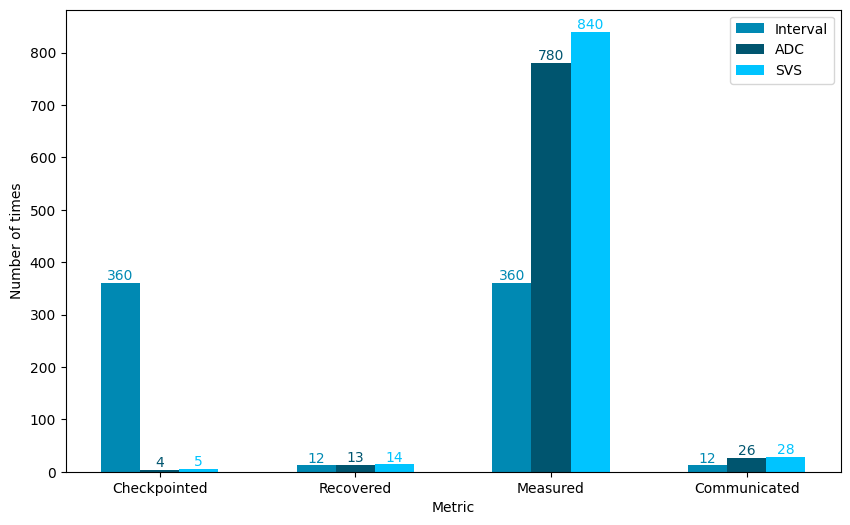 840
Interval
ADC
SVS
800
780
700
600
500
Number of times
400
360
360
300
200
100
12
13
14
12
26
28
4
5
0
Checkpointed
Recovered
Measured
Communicated
Metric